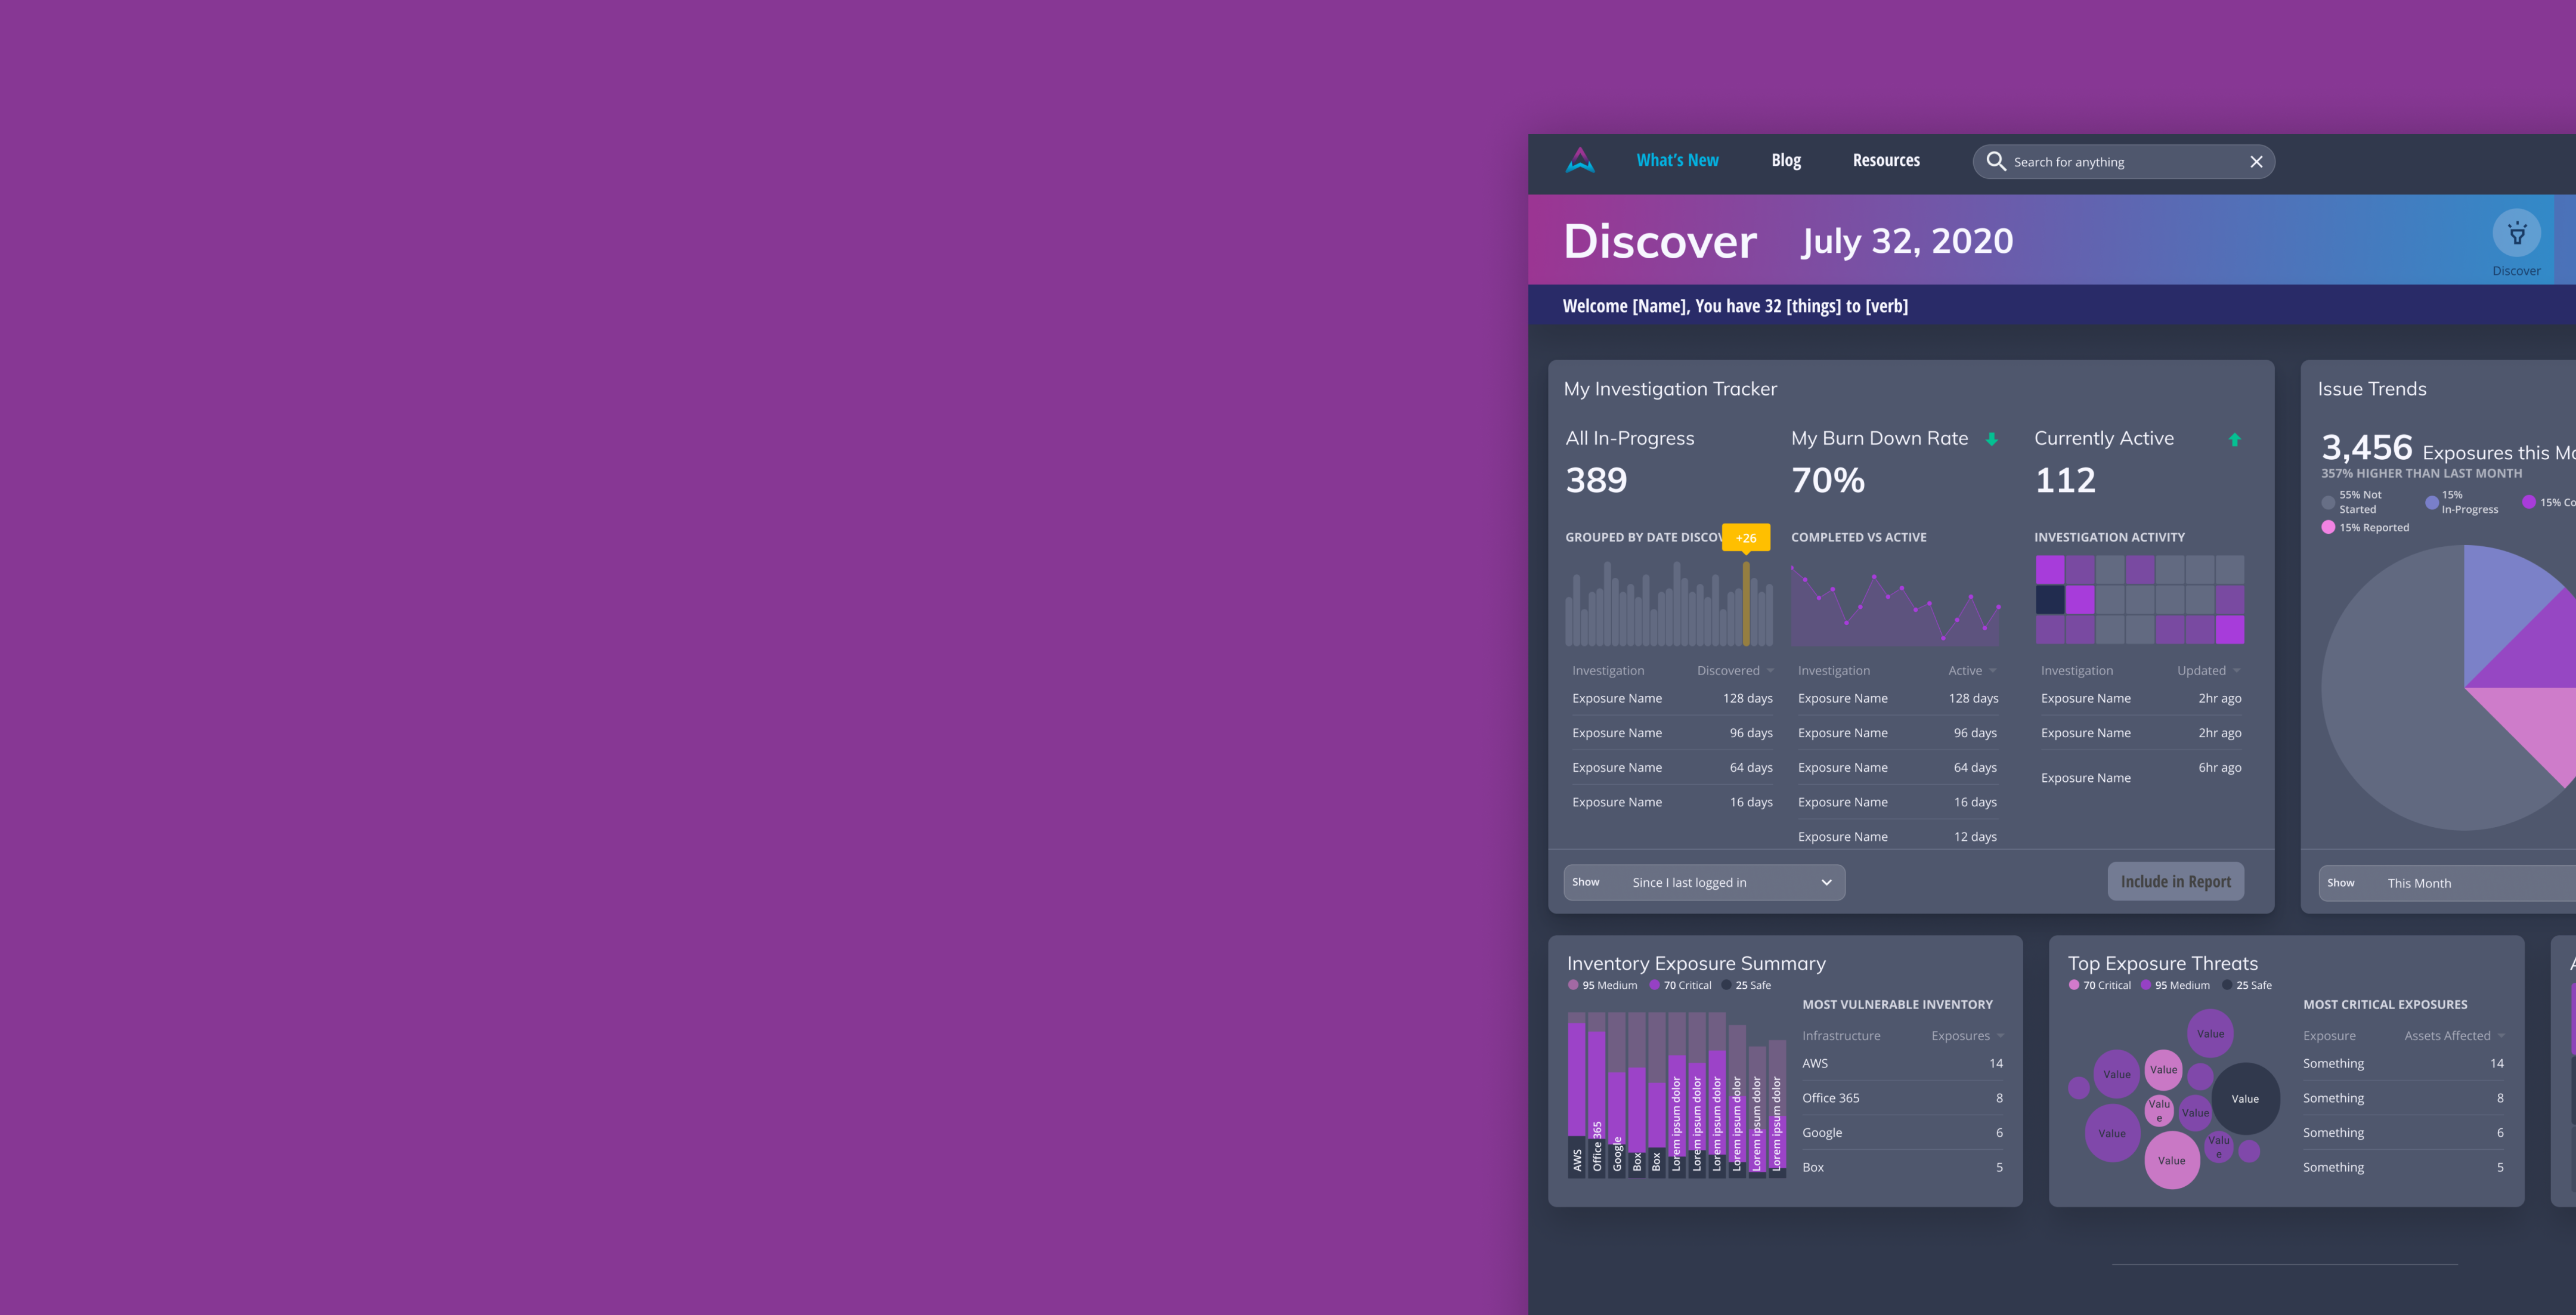 What's New Blog Resources Search for anything
Discover July 32, 2020
Discover
Welcome [Name], You have 32 [things] to [verb]
My Investigation Tracker
All In-Progress
389
GROUPED BY DATE DISCOV
+26
Investigation Discovered
Exposure Name 128 days
Exposure Name 96 days
Exposure Name 64 days
Exposure Name 16 days
My Burn Down Rate
70%
COMPLETED VS ACTIVE
Investigation Active
Exposure Name 128 days
Exposure Name 96 days
Exposure Name 64 days
Exposure Name 16 days
Exposure Name 12 days
Currently Active
112
INVESTIGATION ACTIVITY
Investigation Updated
Exposure Name 2hr ago
Exposure Name 2hr ago
Exposure Name 6hr ago
Show Since I last logged in
Include in Report
Issue Trends
3,456 Exposures this Mo
357% HIGHER THAN LAST MONTH
55% Not
Started
15%
In-Progress
15% Co
15% Reported
Show This Month
Inventory Exposure Summary
95 Medium 70 Critical 25 Safe
AWS
Office 365
Google
Box
Box
Lorem ipsum dolor
Lorem ipsum dolor
Lorem ipsum dolor
Lorem ipsum dolor
Lorem ipsum dolor
Lorem ipsum dolor
MOST VULNERABLE INVENTORY
Infrastructure Exposures
AWS 14
Office 365 8
Google 6
Box 5
Top Exposure Threats
70 Critical 95 Medium 25 Safe
Value
Value
Value
Value
Valu
e
Value
Value
Valu
e
Value
MOST CRITICAL EXPOSURES
Exposure Assets Affected
Something 14
Something 8
Something 6
Something 5